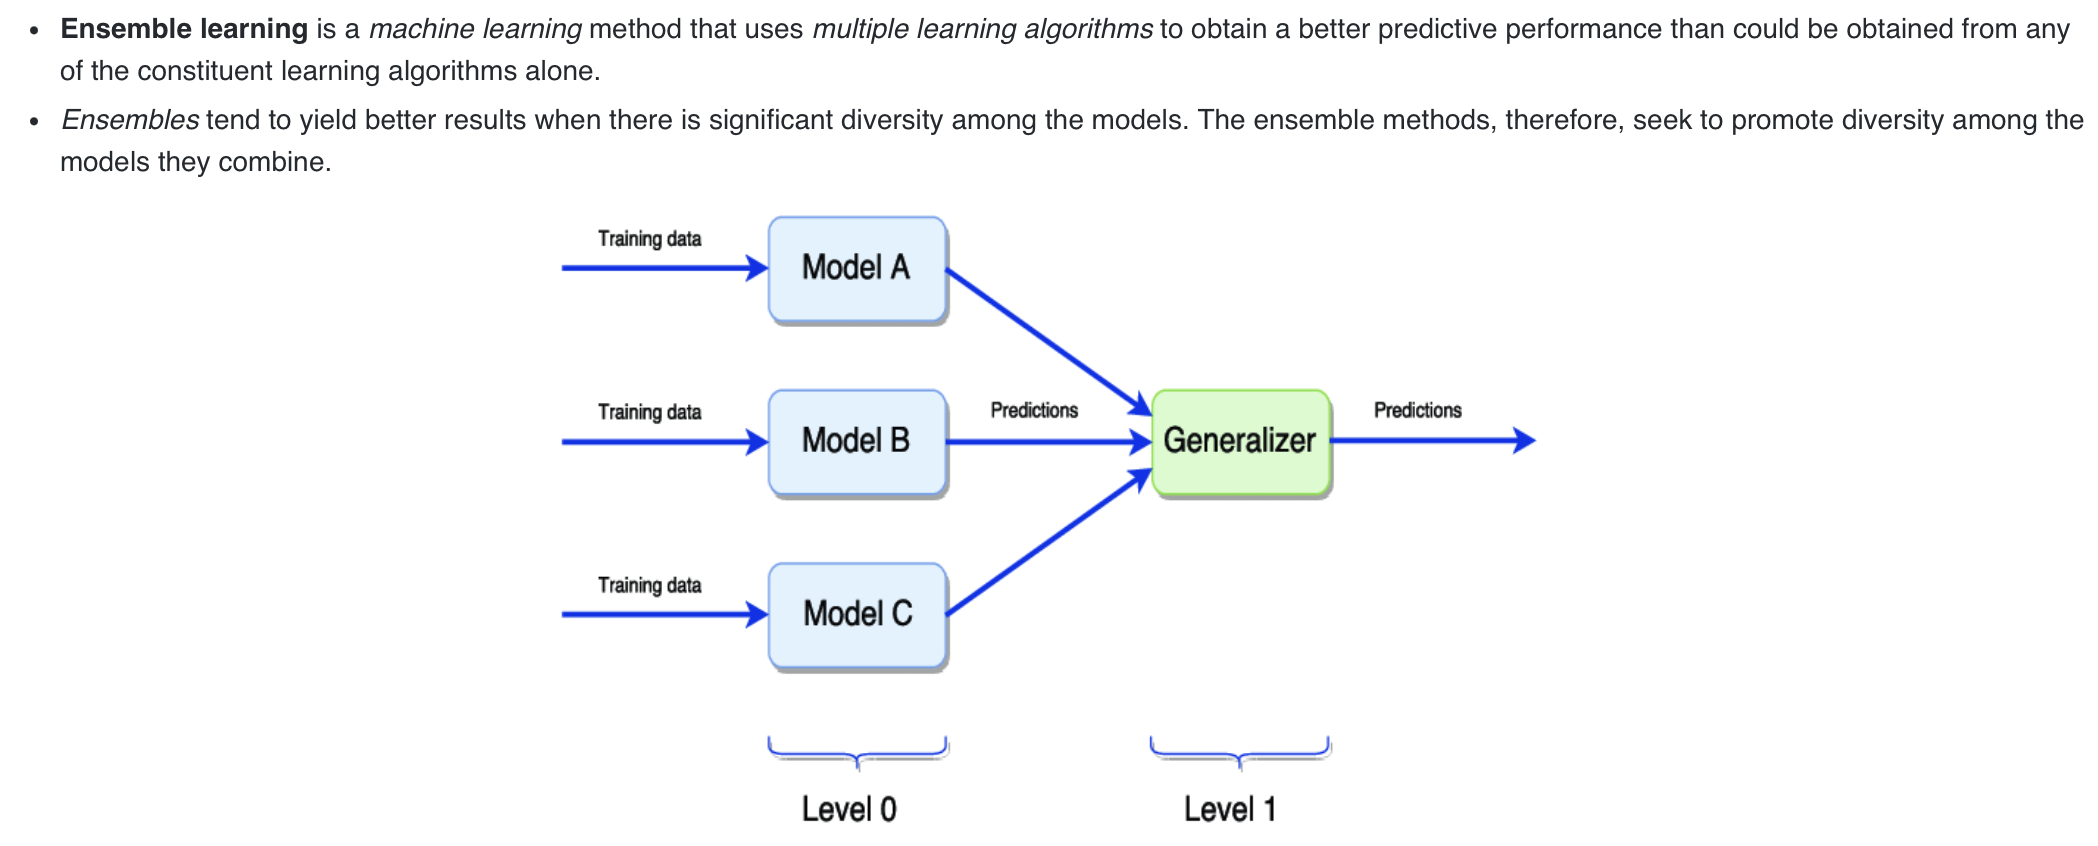 Ensemble learning is a machine learning method that uses multiple learning algorithms to obtain a better predictive performance than could be obtained from any
of the constituent learning algorithms alone.
Ensembles tend to yield better results when there is significant diversity among the models. The ensemble methods, therefore, seek to promote diversity among the
models they combine.
Training data
Model A
Training data
Model B
Predictions
Generalizer
Predictions
Training data
Model C
Level 0
Level 1